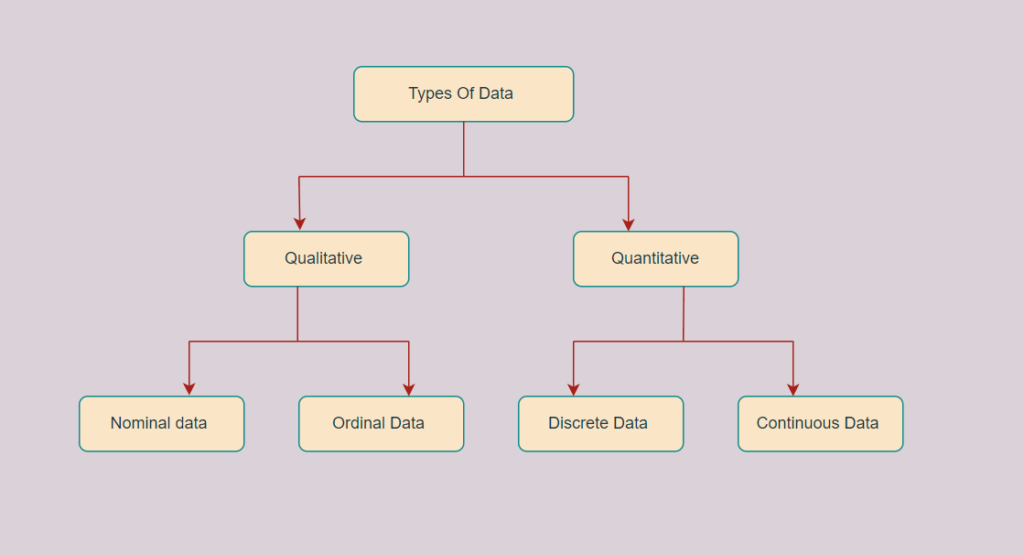 Types Of Data
Qualitative
Quantitative
Nominal data
Ordinal Data
Discrete Data
Continuous Data